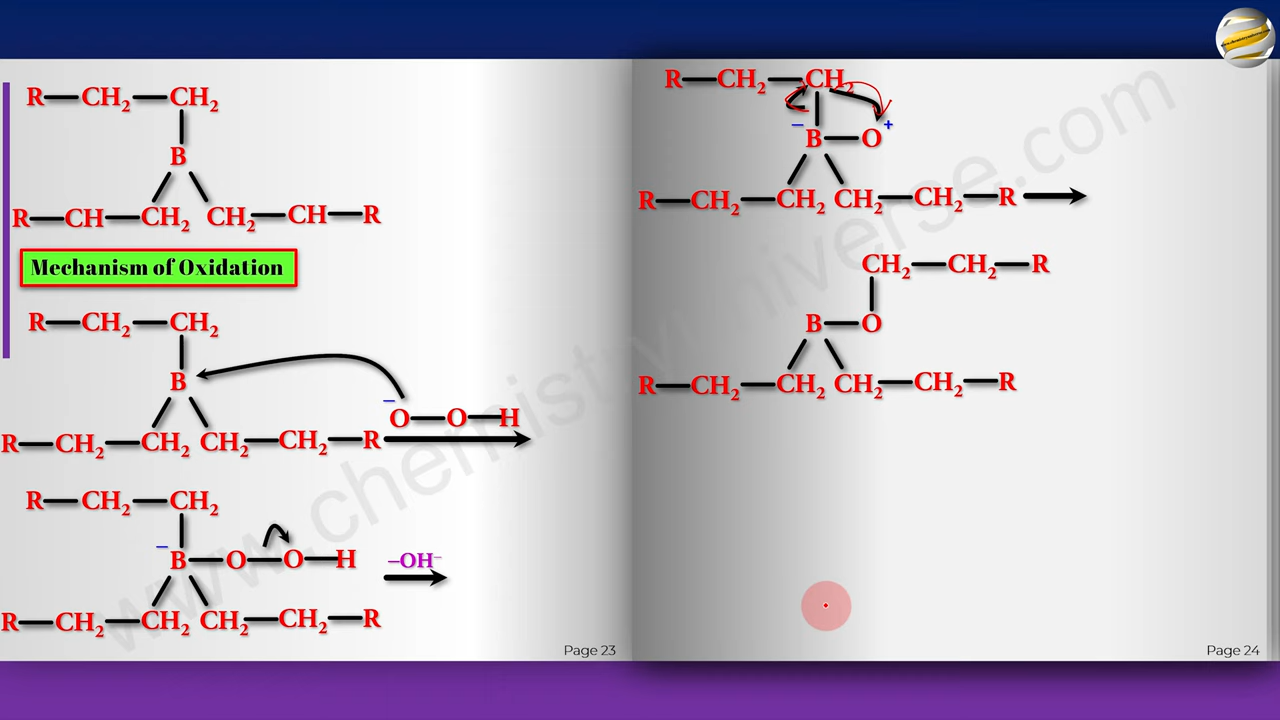 R—CH₂—CH₂
B
R—CH—CH₂ CH₂—CH—R
Mechanism of Oxidation
R—CH₂—CH₂
B
− O—O—H
R—CH₂—CH₂ CH₂—CH₂—R
R—CH₂—CH₂
− B—O—O—H –OH⁻
R—CH₂—CH₂ CH₂—CH₂—R
Page 23
R—CH₂—CH₂
− B—O +
R—CH₂—CH₂ CH₂—CH₂—R
CH₂—CH₂—R
B—O
R—CH₂—CH₂ CH₂—CH₂—R
Page 24
www.chemistryuniverse.com